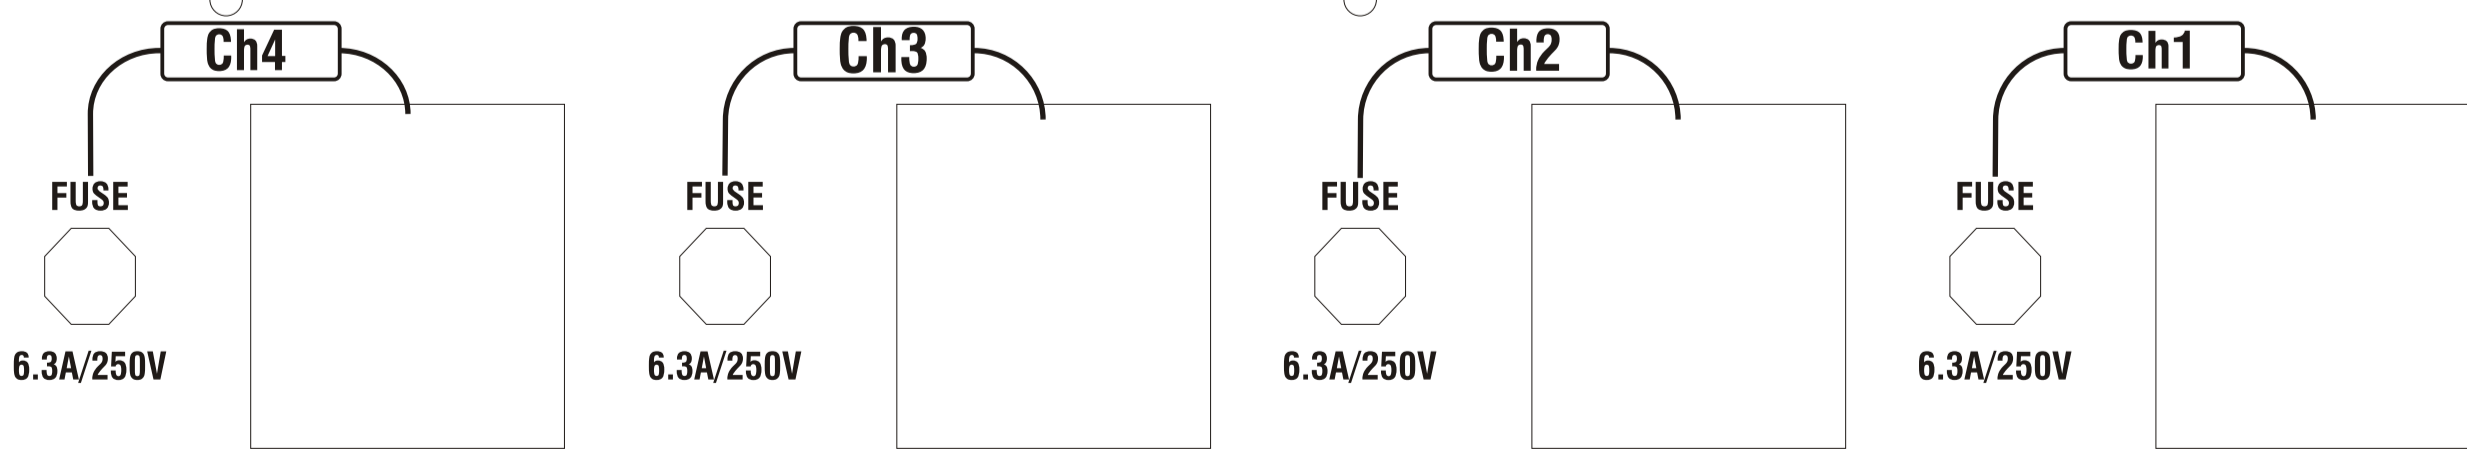 Ch4 Ch3 Ch2 Ch1
FUSE FUSE FUSE FUSE
6.3A/250V 6.3A/250V 6.3A/250V 6.3A/250V